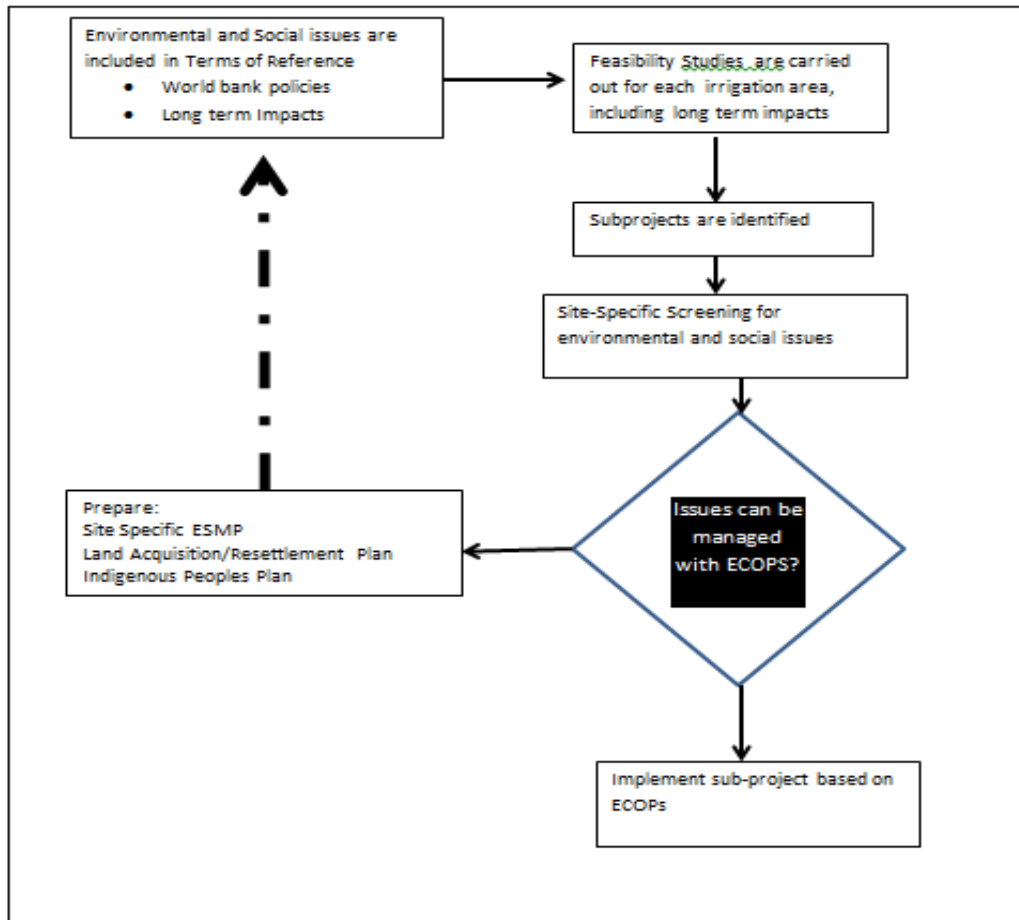 Environmental and Social issues are
included in Terms of Reference
• World bank policies
• Long term Impacts
Feasibility Studies are carried
out for each irrigation area,
including long term impacts
Subprojects are identified
Site-Specific Screening for
environmental and social issues
Issues can be
managed
with ECOPS?
Prepare:
Site Specific ESMP
Land Acquisition/Resettlement Plan
Indigenous Peoples Plan
Implement sub-project based on
ECOPs